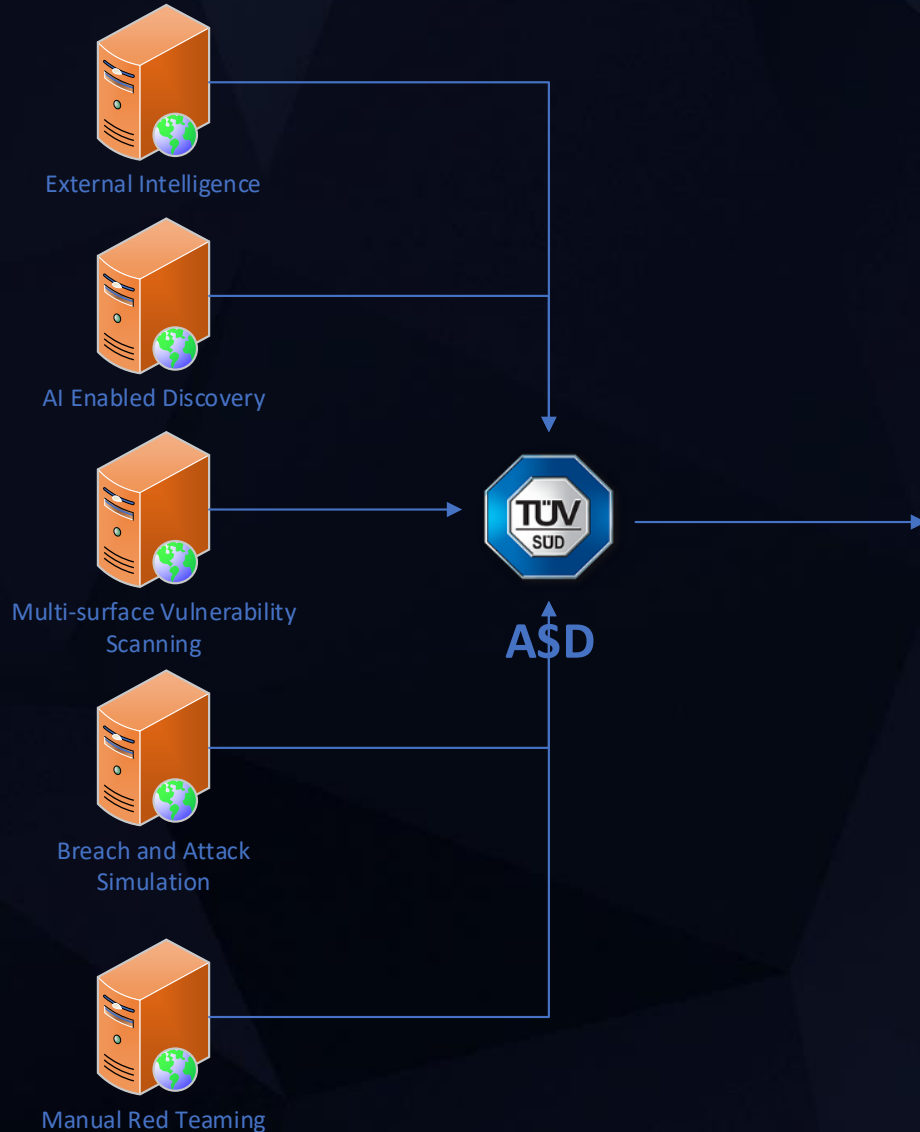 External Intelligence
AI Enabled Discovery
Multi-surface Vulnerability
Scanning
TÜV
SÜD
ASD
Breach and Attack
Simulation
Manual Red Teaming